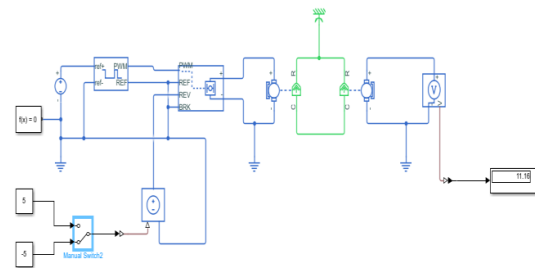 R R
C C
ref+ PWM
ref- REF
PWM
REF
REV
BRK
+
-
+
-
+
-
V
f(x) = 0
11.16
5
-5
Manual Switch2